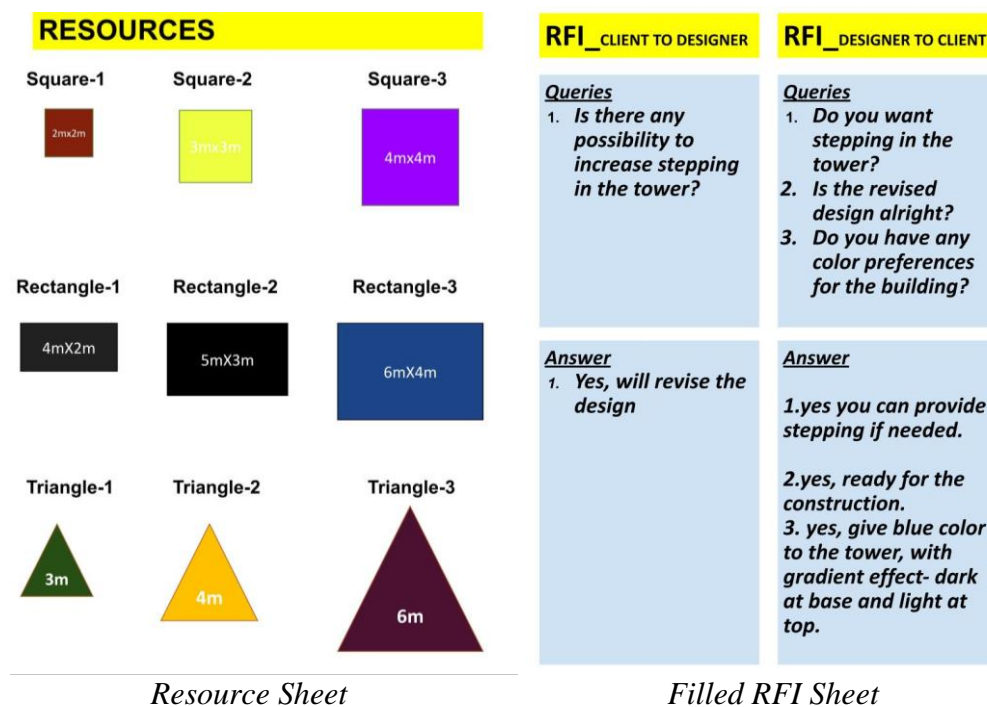 RESOURCES
Square-1
Square-2
Square-3
2mx2m
3mx3m
4mx4m
Rectangle-1
Rectangle-2
Rectangle-3
4mX2m
5mX3m
6mX4m
Triangle-1
Triangle-2
Triangle-3
3m
4m
6m
Resource Sheet
RFI_CLIENT TO DESIGNER
Queries
1. Is there any
possibility to
increase stepping
in the tower?
Answer
1. Yes, will revise the
design
RFI_DESIGNER TO CLIENT
Queries
1. Do you want
stepping in the
tower?
2. Is the revised
design alright?
3. Do you have any
color preferences
for the building?
Answer
1.yes you can provide
stepping if needed.
2.yes, ready for the
construction.
3. yes, give blue color
to the tower, with
gradient effect- dark
at base and light at
top.
Filled RFI Sheet